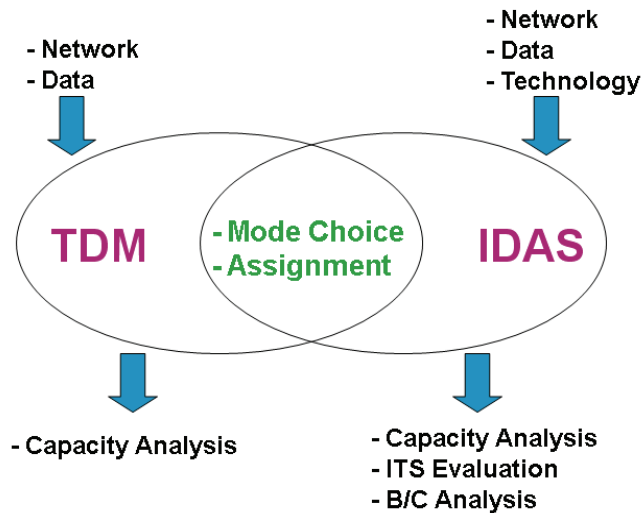 - Network
- Data
- Network
- Data
- Technology
TDM
- Mode Choice
- Assignment
IDAS
- Capacity Analysis
- Capacity Analysis
- ITS Evaluation
- B/C Analysis